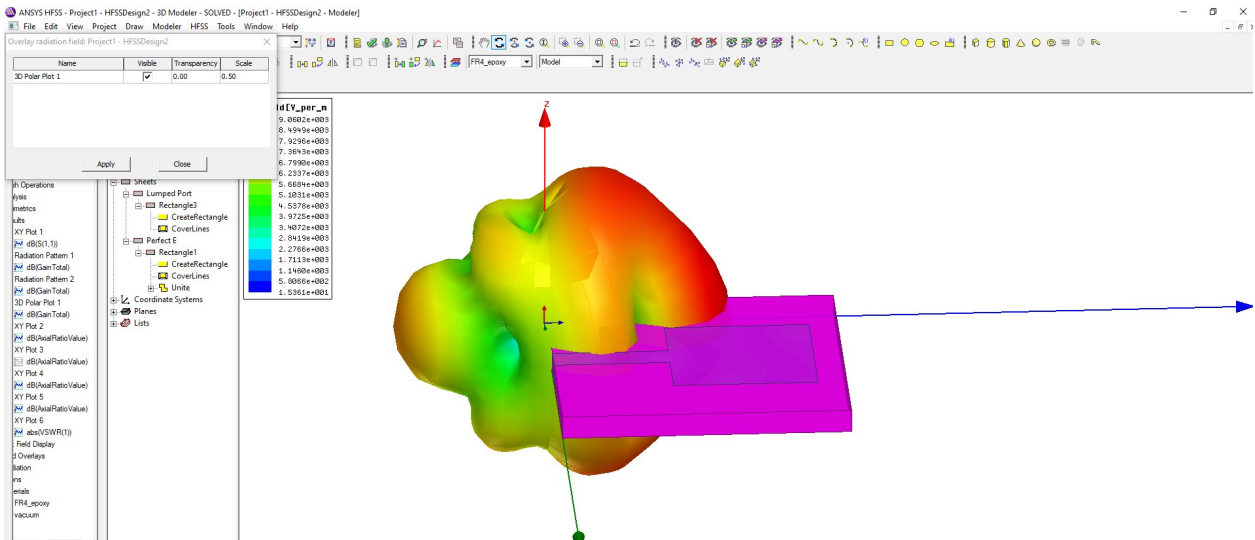 ANSYS HFSS - Project1 - HFSSDesign2 - 3D Modeler - SOLVED - [Project1 - HFSSDesign2 - Modeler]
File Edit View Project Draw Modeler HFSS Tools Window Help
Overlay radiation field: Project1 - HFSSDesign2
Name Visible Transparency Scale
3D Polar Plot 1 0.00 0.50
Apply Close
FR4_epoxy Model
ld[V_per_m
9.0602e+003
8.4949e+003
7.9296e+003
7.3643e+003
6.7990e+003
6.2337e+003
5.6684e+003
5.1031e+003
4.5378e+003
3.9725e+003
3.4072e+003
2.8419e+003
2.2766e+003
1.7113e+003
1.1460e+003
5.8066e+002
1.5361e+001
Z
sh Operations
lysis
imetrics
sults
XY Plot 1
dB(S(1,1))
Radiation Pattern 1
dB(GainTotal)
Radiation Pattern 2
dB(GainTotal)
3D Polar Plot 1
dB(GainTotal)
XY Plot 2
dB(AxialRatioValue)
XY Plot 3
dB(AxialRatioValue)
XY Plot 4
dB(AxialRatioValue)
XY Plot 5
dB(AxialRatioValue)
XY Plot 6
abs(VSWR(1))
Field Display
d Overlays
diation
ons
erials
FR4_epoxy
vacuum
Sheets
Lumped Port
Rectangle3
CreateRectangle
CoverLines
Perfect E
Rectangle1
CreateRectangle
CoverLines
Unite
Coordinate Systems
Planes
Lists